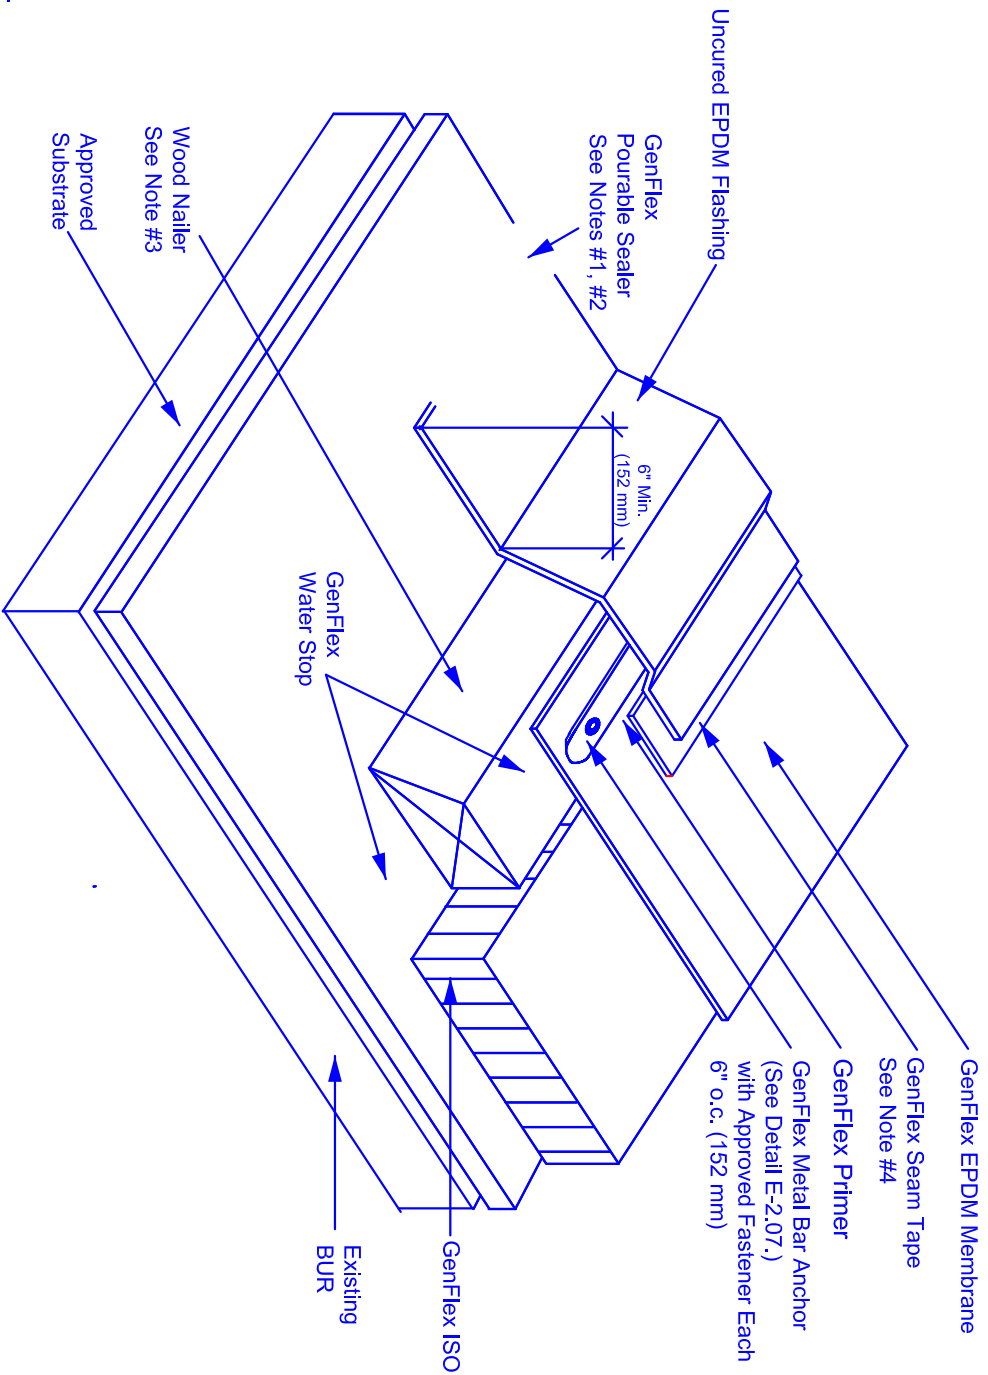 GenFlex EPDM Membrane
GenFlex Seam Tape
See Note #4
GenFlex Primer
GenFlex Metal Bar Anchor
(See Detail E-2.07.)
with Approved Fastener Each
6" o.c. (152 mm)
Uncured EPDM Flashing
GenFlex
Pourable Sealer
See Notes #1, #2
6" Min.
(152 mm)
GenFlex
Water Stop
Wood Nailer
See Note #3
Approved
Substrate
GenFlex ISO
Existing
BUR